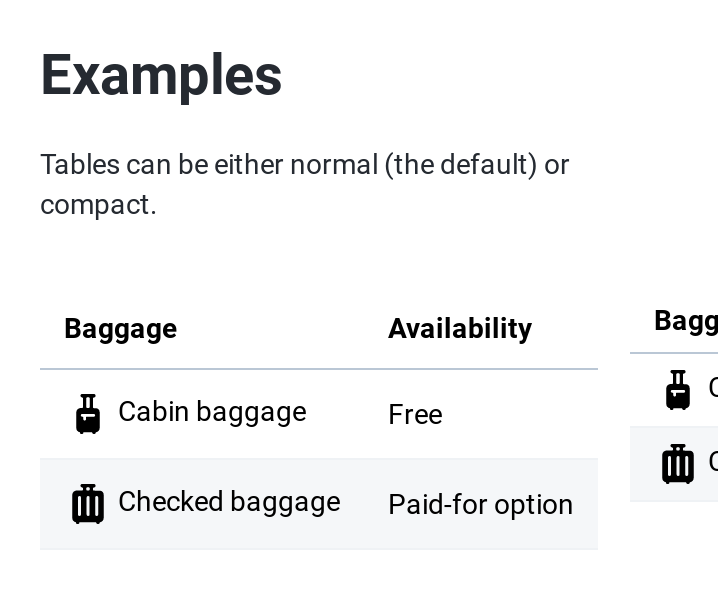 Examples
Tables can be either normal (the default) or
compact.
Baggage Availability
Cabin baggage Free
Checked baggage Paid-for option
Bagg
C
C